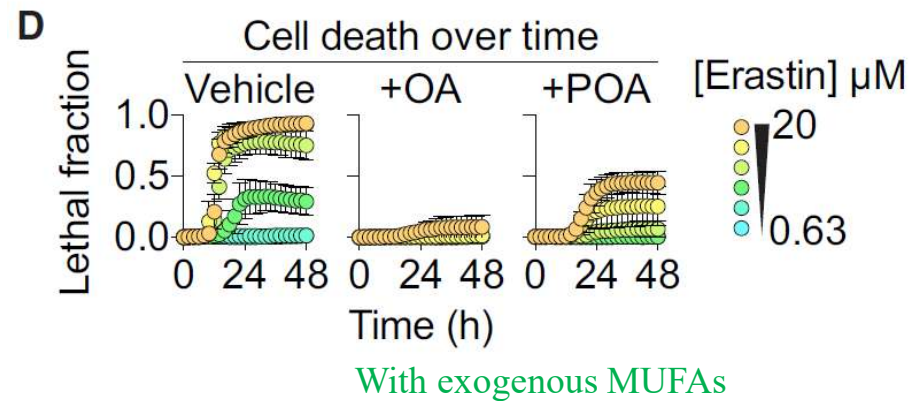 D
Cell death over time
Vehicle +OA +POA
[Erastin] µM
20
0.63
Lethal fraction
1.0
0.5
0.0
0 24 48 0 24 48 0 24 48
Time (h)
With exogenous MUFAs